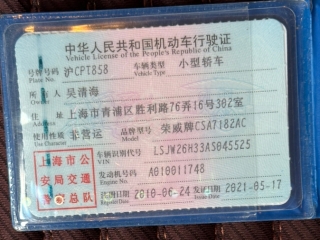 中华人民共和国机动车行驶证
Vehicle License of the People's Republic of China
号牌号码 沪CPT858 车辆类型 小型轿车
Plate No. Vehicle Type
所有人 吴清海
Owner
住址 上海市青浦区胜利路76弄16号302室
Address
使用性质 非营运 品牌型号 荣威牌CSA7182AC
Use Character Model
上海市公
安局交通
总队
车辆识别代号 LSJWZ6H33AS045525
VIN
发动机号码 A010011748
Engine No.
注册日期 2010-06-24 发证日期 2021-05-17